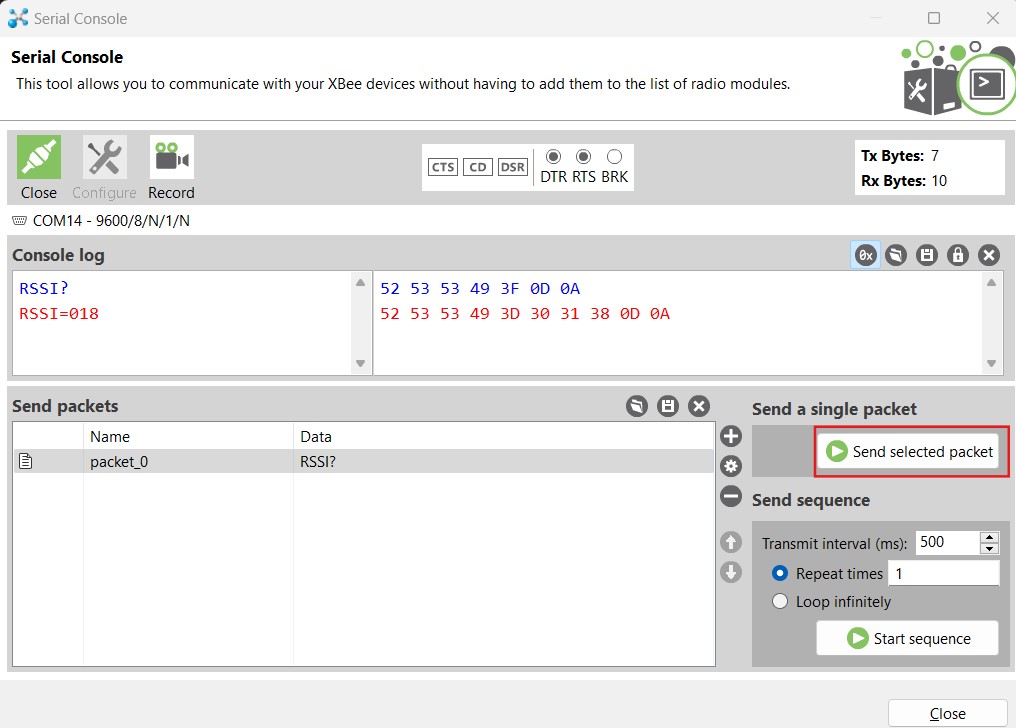 Serial Console
Serial Console
This tool allows you to communicate with your XBee devices without having to add them to the list of radio modules.
Close
Configure
Record
CTS CD DSR
DTR RTS BRK
Tx Bytes: 7
Rx Bytes: 10
COM14 - 9600/8/N/1/N
Console log
0x
RSSI?
RSSI=018
52 53 53 49 3F 0D 0A
52 53 53 49 3D 30 31 38 0D 0A
Send packets
Name Data
packet_0 RSSI?
Send a single packet
Send selected packet
Send sequence
Transmit interval (ms): 500
Repeat times 1
Loop infinitely
Start sequence
Close